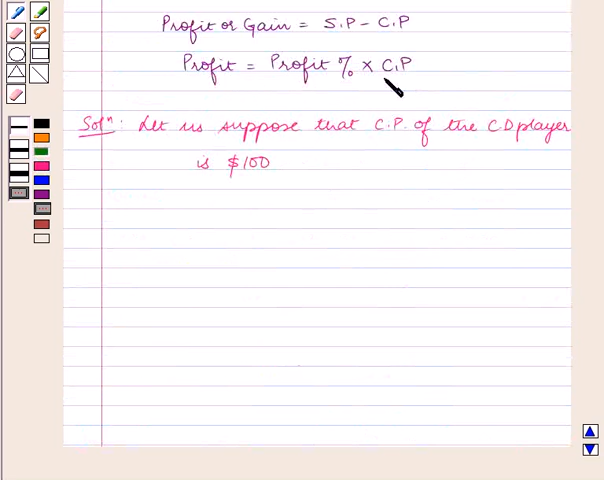 Profit or Gain = S.P - C.P
Profit = Profit % × C.P
Solⁿ: Let us suppose that C.P. of the C.D player
is $100